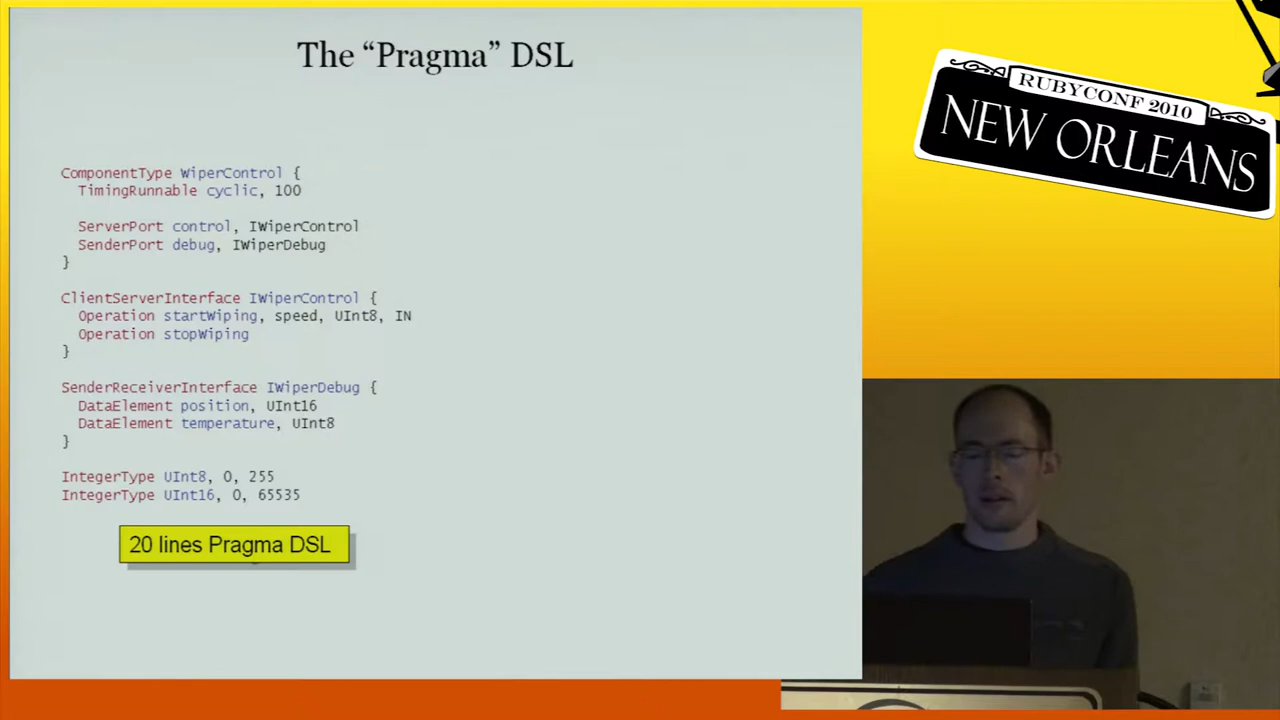 The “Pragma” DSL
RUBYCONF 2010
NEW ORLEANS
ComponentType WiperControl {
TimingRunnable cyclic, 100
ServerPort control, IWiperControl
SenderPort debug, IWiperDebug
}
ClientServerInterface IWiperControl {
Operation startWiping, speed, UInt8, IN
Operation stopWiping
}
SenderReceiverInterface IWiperDebug {
DataElement position, UInt16
DataElement temperature, UInt8
}
IntegerType UInt8, 0, 255
IntegerType UInt16, 0, 65535
20 lines Pragma DSL